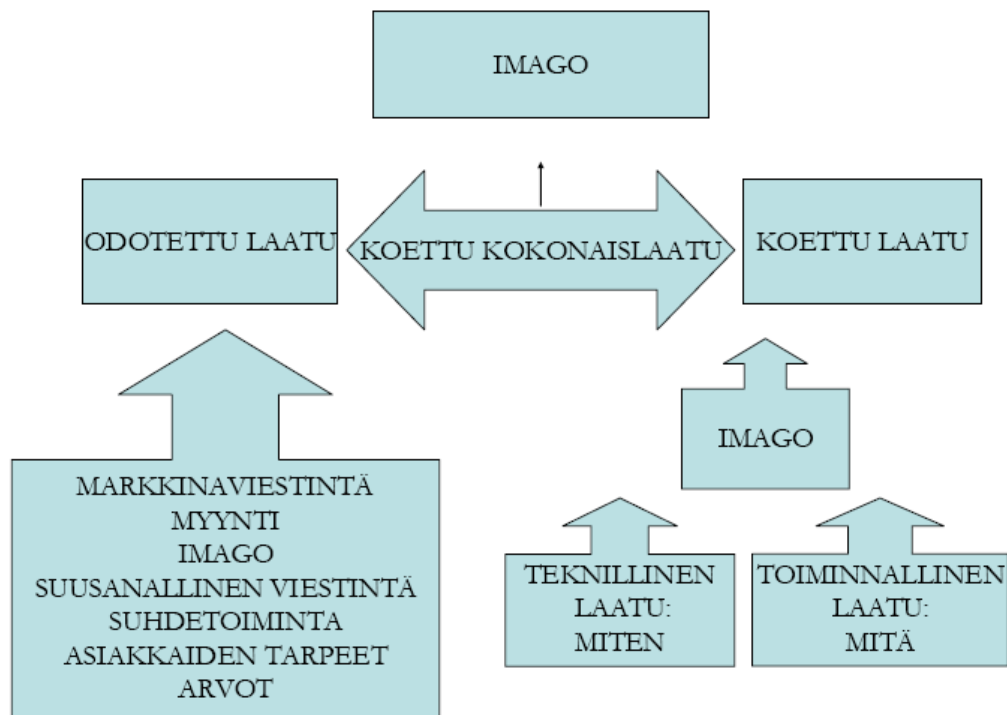 IMAGO
ODOTETTU LAATU
KOETTU KOKONAISLAATU
KOETTU LAATU
IMAGO
MARKKINAVIESTINTÄ
MYYNTI
IMAGO
SUUSANALLINEN VIESTINTÄ
SUHDETOIMINTA
ASIAKKAIDEN TARPEET
ARVOT
TEKNILLINEN
LAATU:
MITEN
TOIMINNALLINEN
LAATU:
MITÄ